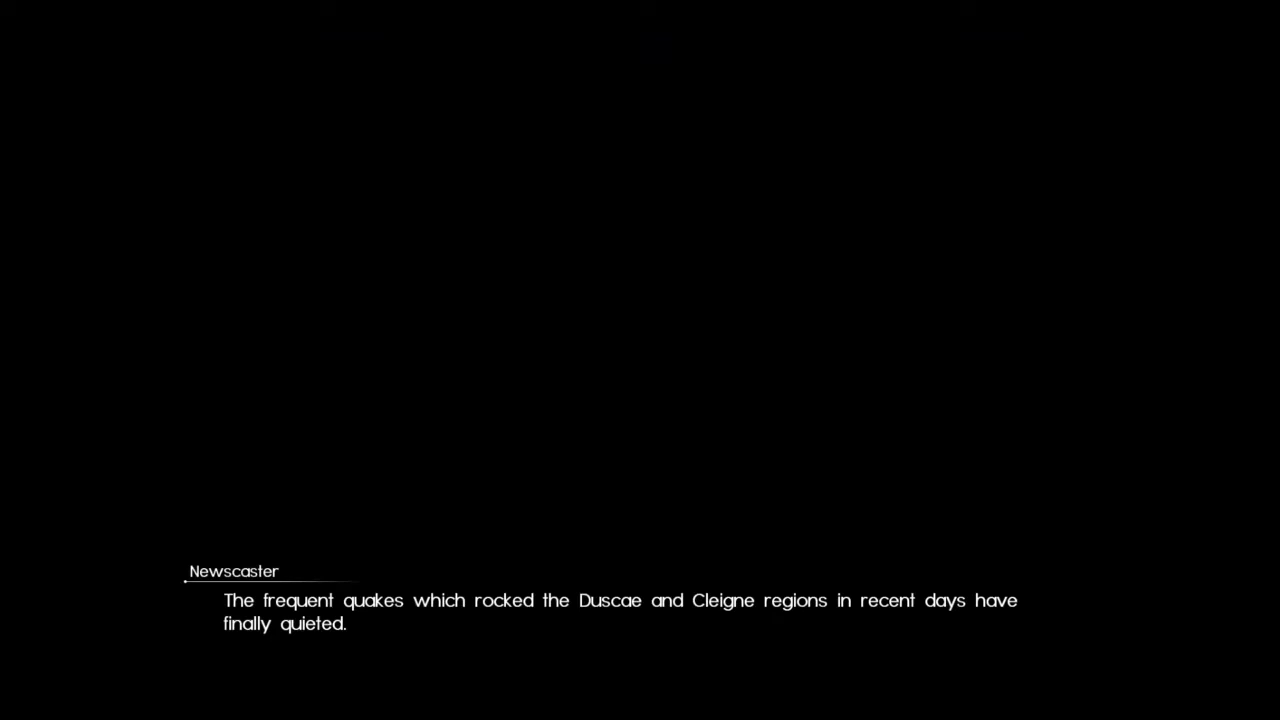 Newscaster
The frequent quakes which rocked the Duscae and Cleigne regions in recent days have
finally quieted.